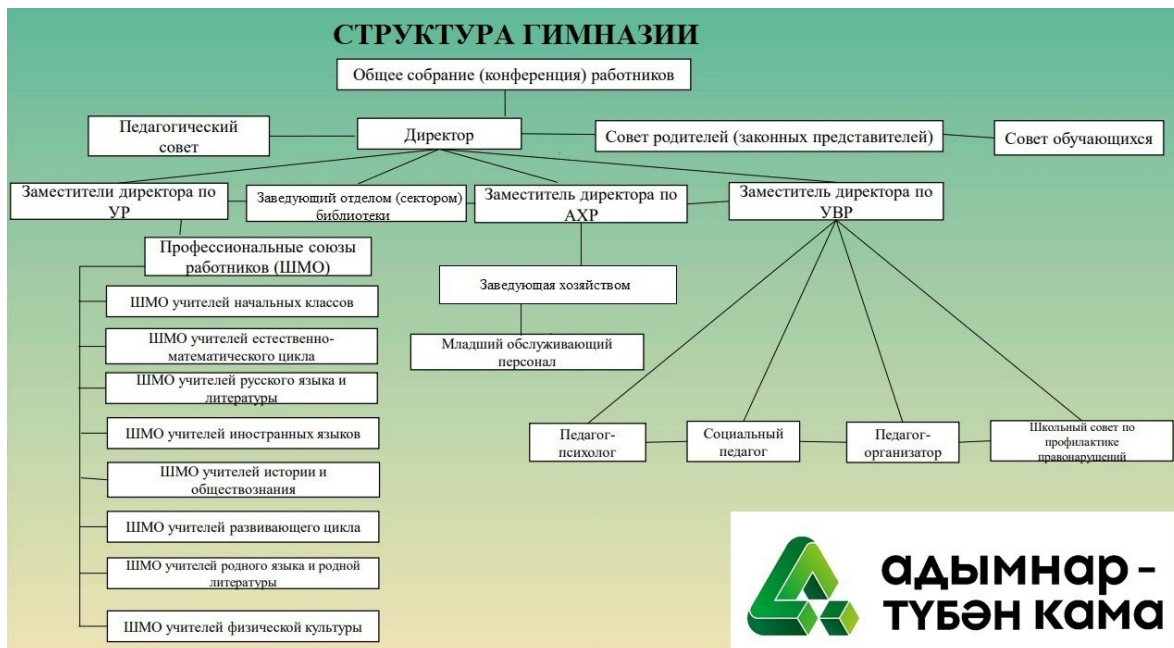 СТРУКТУРА ГИМНАЗИИ
Общее собрание (конференция) работников
Педагогический
совет
Директор
Совет родителей (законных представителей)
Совет обучающихся
Заместители директора по
УР
Заведующий отделом (сектором)
библиотеки
Заместитель директора по
АХР
Заместитель директора по
УВР
Профессиональные союзы
работников (ШМО)
ШМО учителей начальных классов
ШМО учителей естественно-
математического цикла
ШМО учителей русского языка и
литературы
ШМО учителей иностранных языков
ШМО учителей истории и
обществознания
ШМО учителей развивающего цикла
ШМО учителей родного языка и родной
литературы
ШМО учителей физической культуры
Заведующая хозяйством
Младший обслуживающий
персонал
Педагог-
психолог
Социальный
педагог
Педагог-
организатор
Школьный совет по
профилактике
правонарушений
адымнар -
түбән кама